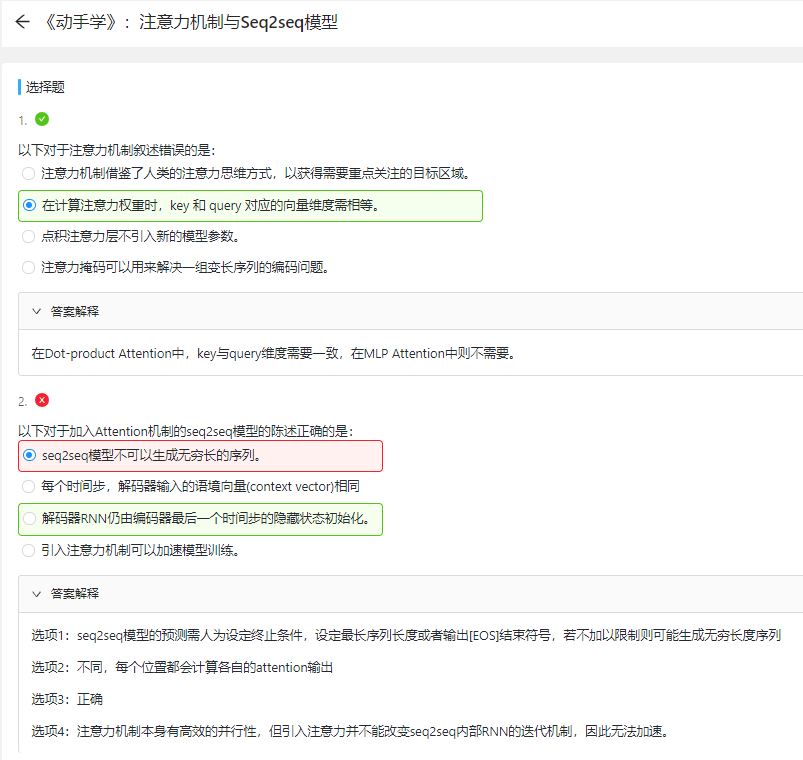 《动手学》：注意力机制与Seq2seq模型
选择题
1.
以下对于注意力机制叙述错误的是：
注意力机制借鉴了人类的注意力思维方式，以获得需要重点关注的目标区域。
在计算注意力权重时，key 和 query 对应的向量维度需相等。
点积注意力层不引入新的模型参数。
注意力掩码可以用来解决一组变长序列的编码问题。
答案解释
在Dot-product Attention中，key与query维度需要一致，在MLP Attention中则不需要。
2.
以下对于加入Attention机制的seq2seq模型的陈述正确的是：
seq2seq模型不可以生成无穷长的序列。
每个时间步，解码器输入的语境向量(context vector)相同
解码器RNN仍由编码器最后一个时间步的隐藏状态初始化。
引入注意力机制可以加速模型训练。
答案解释
选项1：seq2seq模型的预测需人为设定终止条件，设定最长序列长度或者输出[EOS]结束符号，若不加以限制则可能生成无穷长度序列
选项2：不同，每个位置都会计算各自的attention输出
选项3：正确
选项4：注意力机制本身有高效的并行性，但引入注意力并不能改变seq2seq内部RNN的迭代机制，因此无法加速。